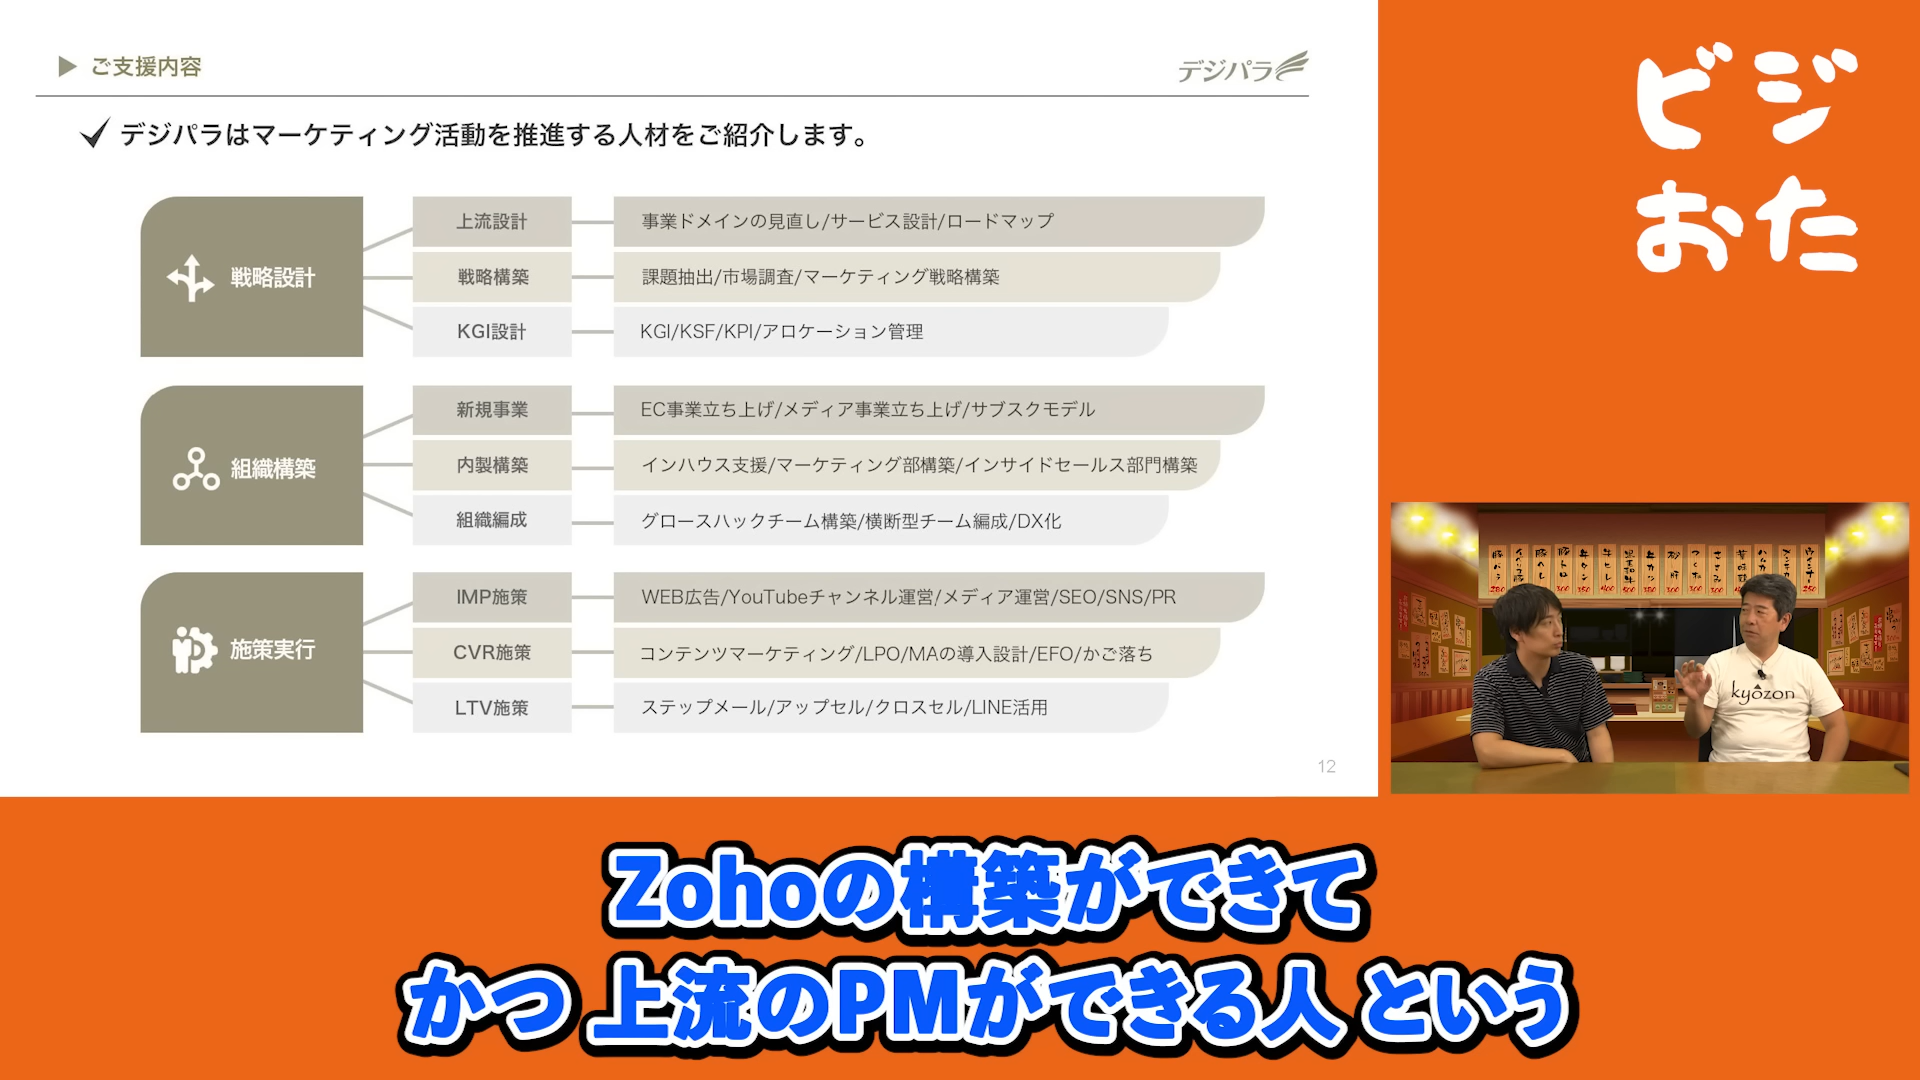 ご支援内容
デジパラ
デジパラはマーケティング活動を推進する人材をご紹介します。
戦略設計
上流設計
事業ドメインの見直し/サービス設計/ロードマップ
戦略構築
課題抽出/市場調査/マーケティング戦略構築
KGI設計
KGI/KSF/KPI/アロケーション管理
組織構築
新規事業
EC事業立ち上げ/メディア事業立ち上げ/サブスクモデル
内製構築
インハウス支援/マーケティング部構築/インサイドセールス部門構築
組織編成
グロースハックチーム構築/横断型チーム編成/DX化
施策実行
IMP施策
WEB広告/YouTubeチャンネル運営/メディア運営/SEO/SNS/PR
CVR施策
コンテンツマーケティング/LPO/MAの導入設計/EFO/かご落ち
LTV施策
ステップメール/アップセル/クロスセル/LINE活用
12
ビジ
おた
kyozon
Zohoの構築ができて
かつ 上流のPMができる人 という